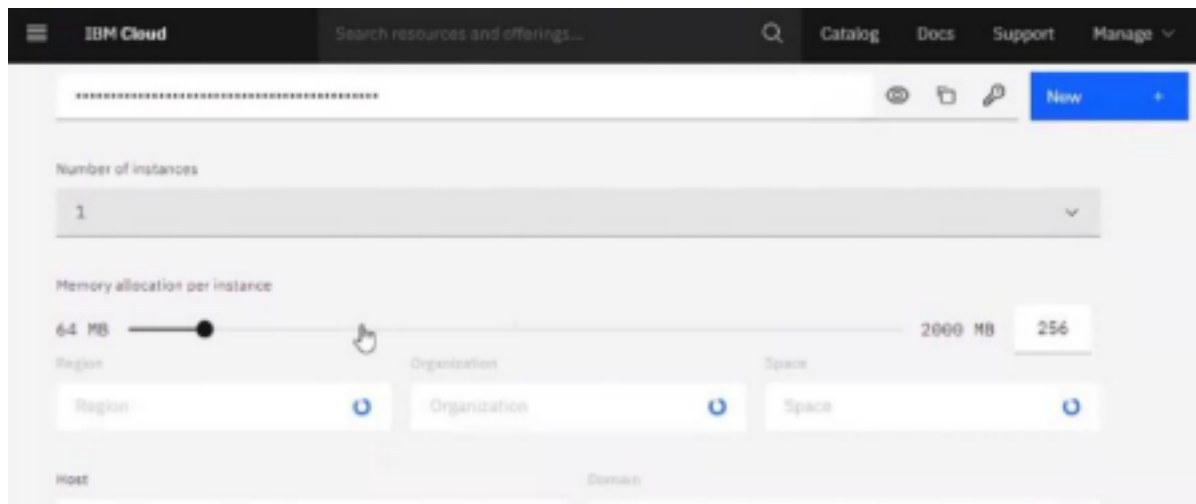 IBM Cloud Search resources and offerings... Catalog Docs Support Manage
New +
Number of instances
1
Memory allocation per instance
64 MB 2000 MB 256
Region Organization Space
Region Organization Space
Host Domain